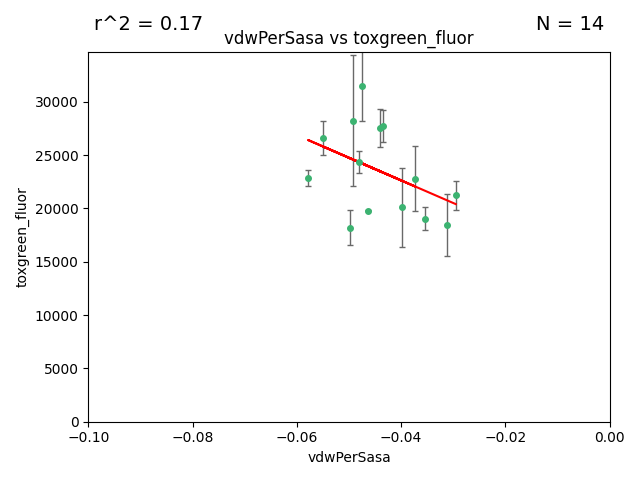 r^2 = 0.17
N = 14
vdwPerSasa vs toxgreen_fluor
30000
25000
20000
15000
10000
5000
0
toxgreen_fluor
−0.10
−0.08
−0.06
−0.04
−0.02
0.00
vdwPerSasa